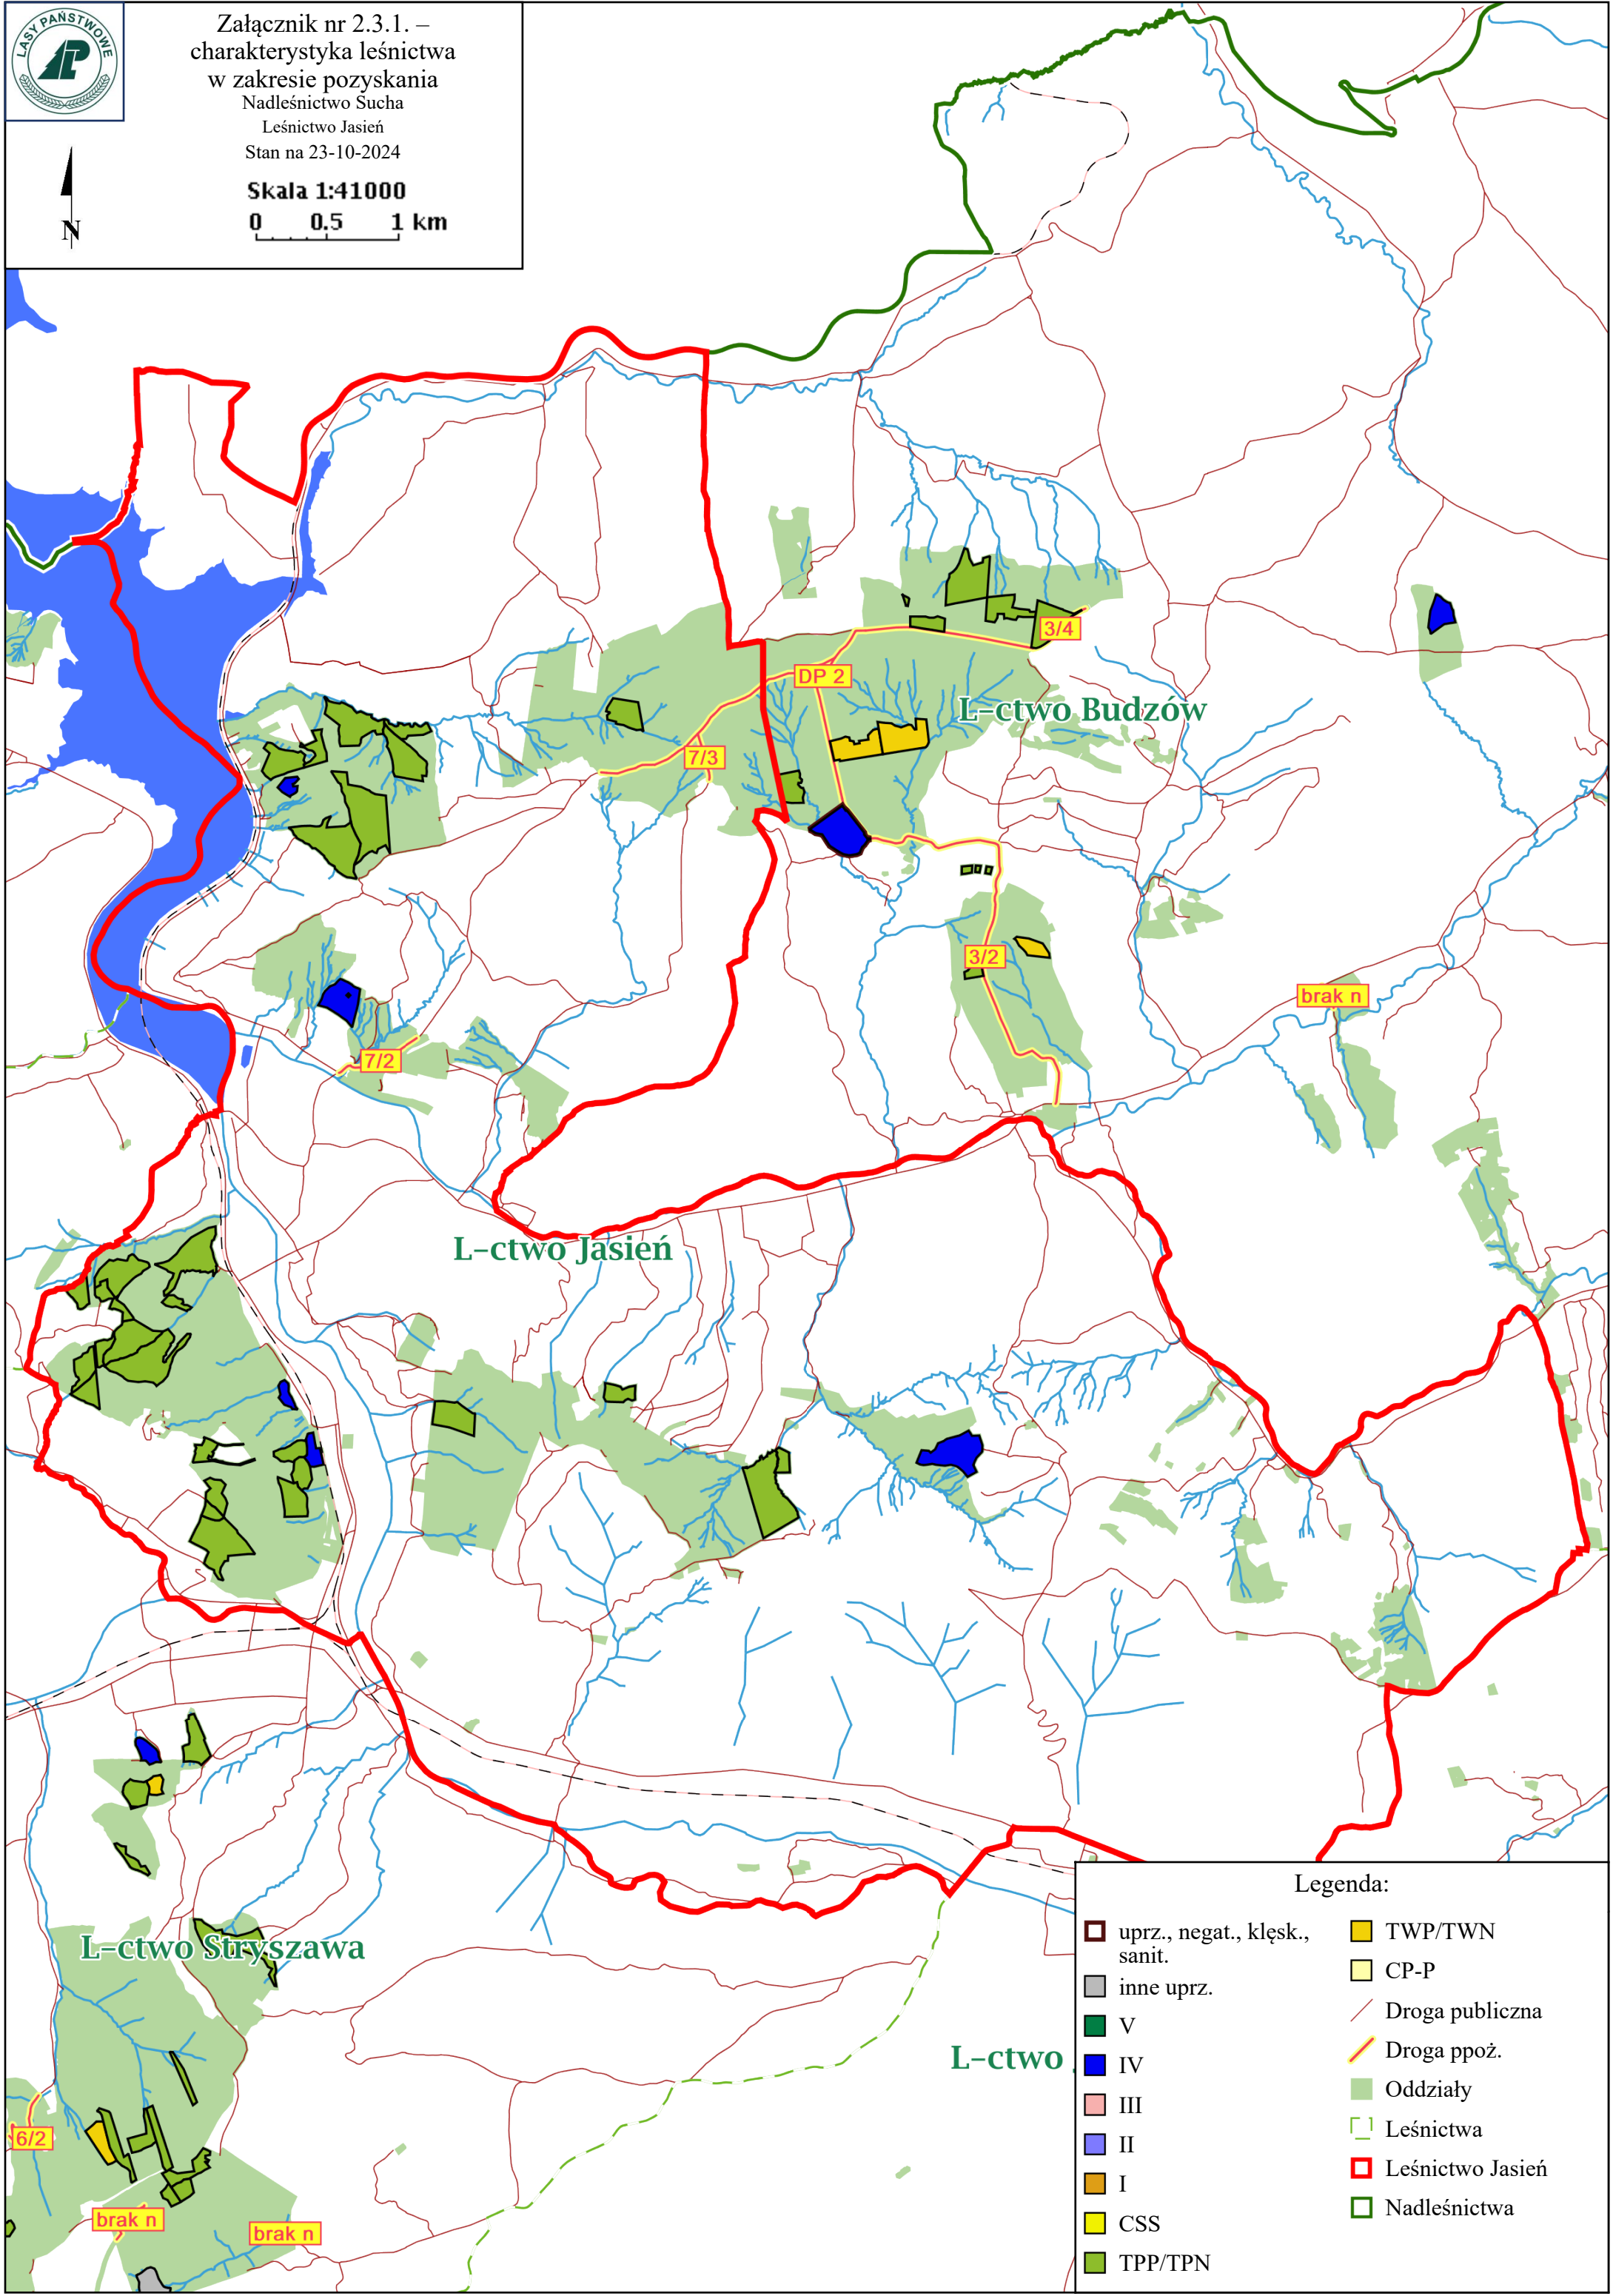 LASY PAŃSTWOWE
Załącznik nr 2.3.1. –
charakterystyka leśnictwa
w zakresie pozyskania
Nadleśnictwo Sucha
Leśnictwo Jasień
Stan na 23-10-2024
Skala 1:41000
0 0.5 1 km
N
3/4
DP 2
L-ctwo Budzów
7/3
3/2
brak n
7/2
L-ctwo Jasień
L-ctwo Stryszawa
L-ctwo
6/2
brak n
brak n
Legenda:
uprz., negat., klęsk.,
sanit.
inne uprz.
V
IV
III
II
I
CSS
TPP/TPN
TWP/TWN
CP-P
Droga publiczna
Droga ppoż.
Oddziały
Leśnictwa
Leśnictwo Jasień
Nadleśnictwa